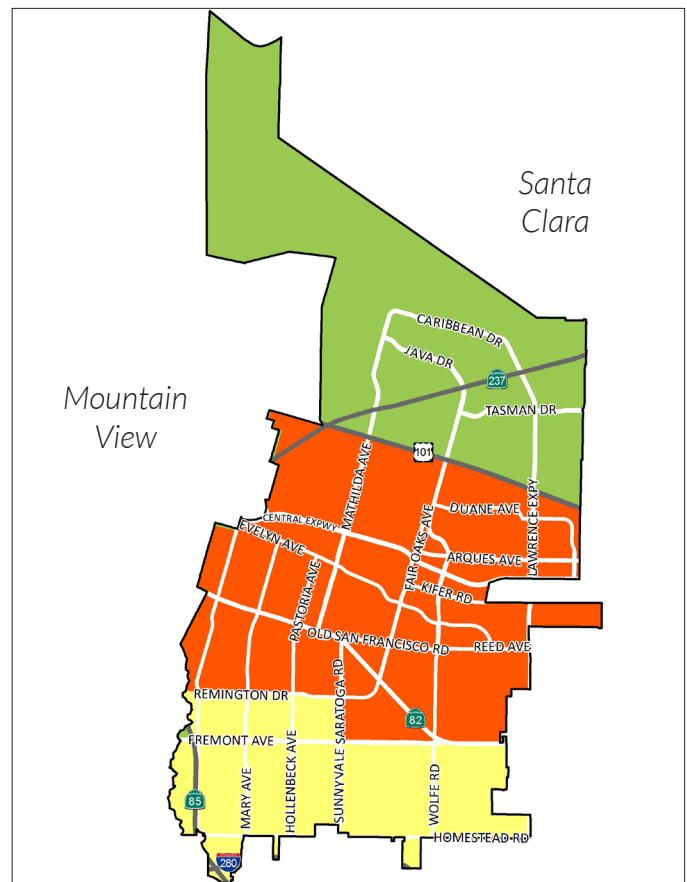 Santa
Clara
CARIBBEAN DR
JAVA DR
237
TASMAN DR
Mountain
View
101
MATHILDA AVE
DUANE AVE
LAWRENCE EXPY
CENTRAL EXPWY
EVELYN AVE
FAIR OAKS AVE
ARQUES AVE
KIFER RD
PASTORIA AVE
OLD SAN FRANCISCO RD
REED AVE
REMINGTON DR
SUNNYVALE SARATOGA RD
82
FREMONT AVE
MARY AVE
HOLLENBECK AVE
WOLFE RD
85
HOMESTEAD RD
280